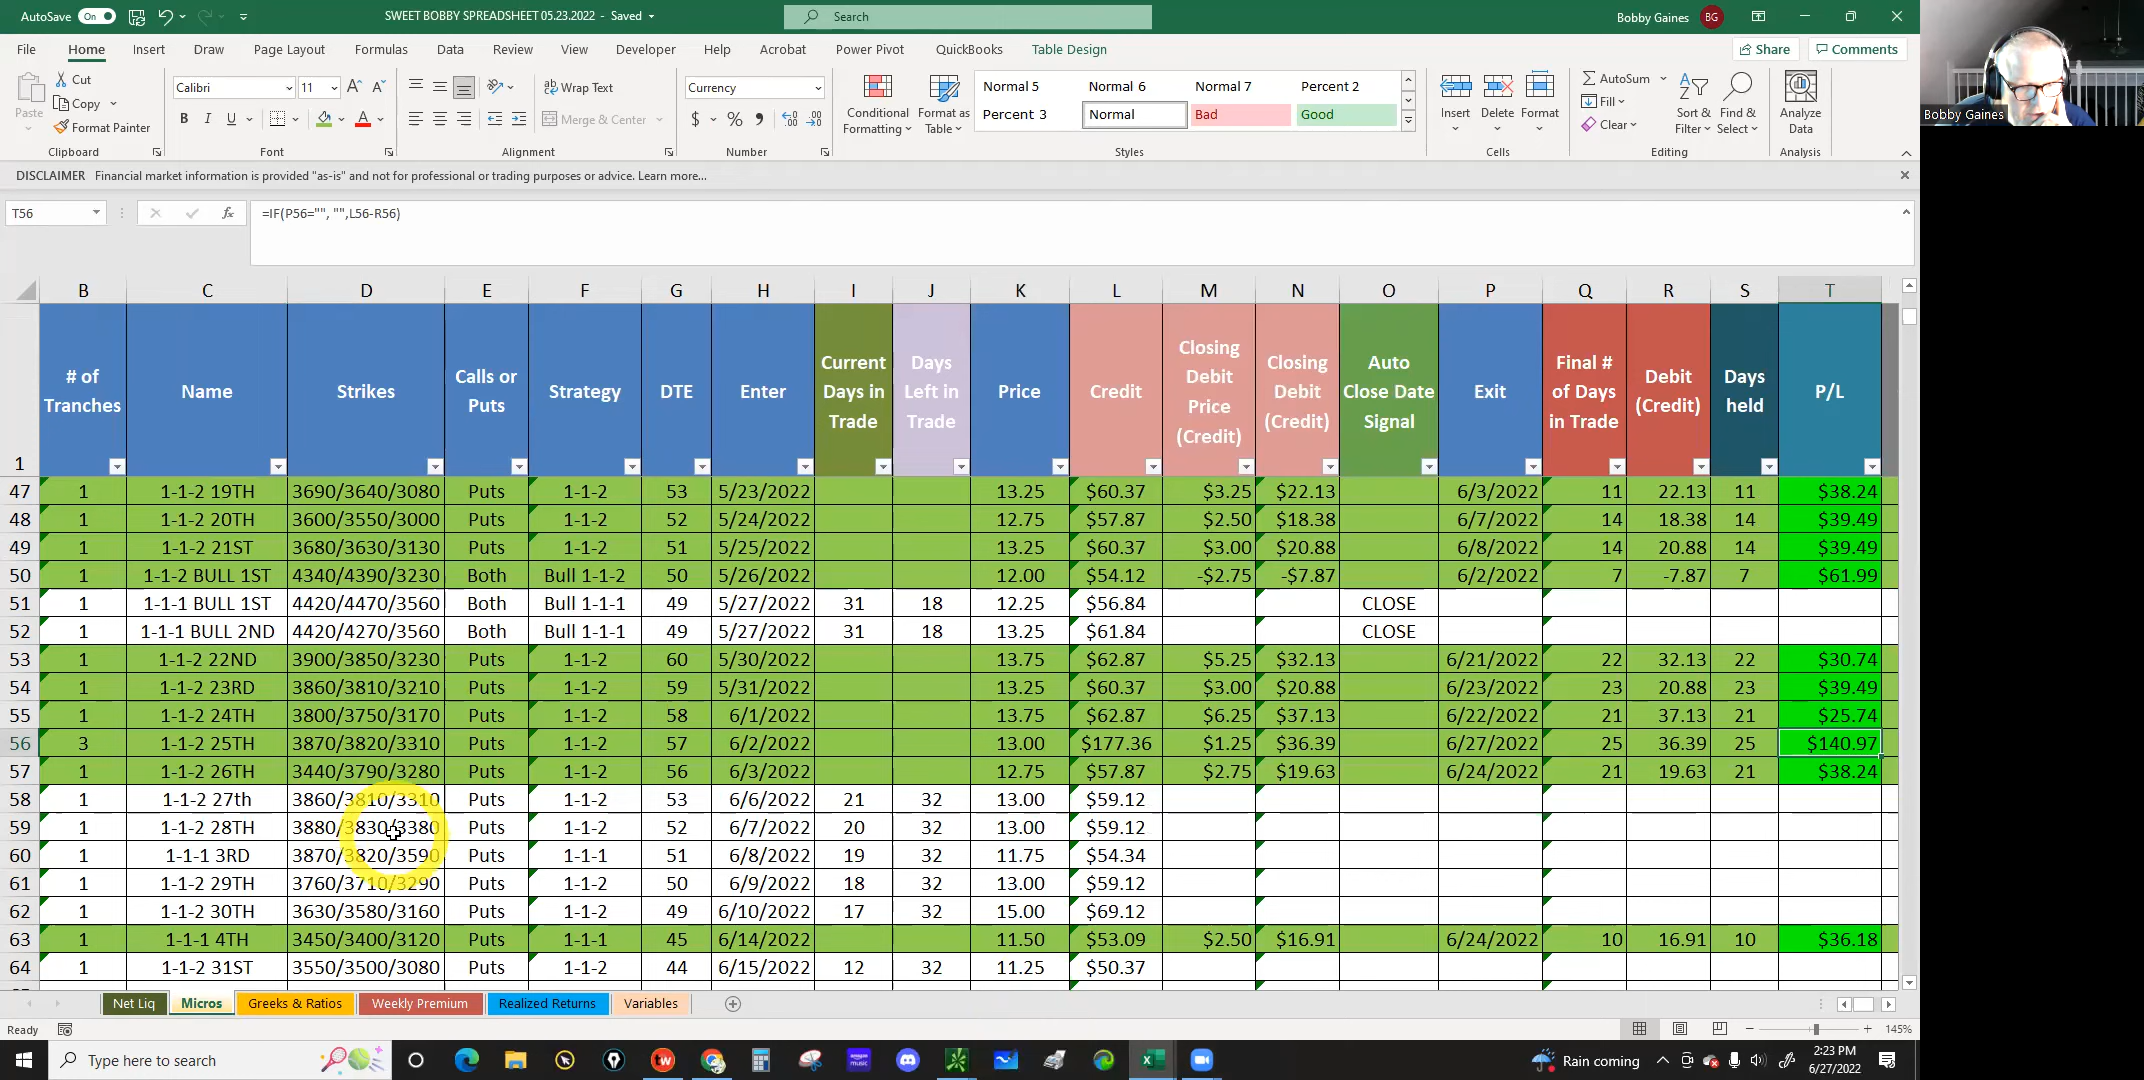 AutoSave On SWEET BOBBY SPREADSHEET 05.23.2022 - Saved Search Bobby Gaines BG
File Home Insert Draw Page Layout Formulas Data Review View Developer Help Acrobat Power Pivot QuickBooks Table Design Share Comments
Paste Cut Copy Format Painter Clipboard
Calibri 11 B I U A Font
Wrap Text Merge & Center Alignment
Currency $ % Number
Conditional Formatting Format as Table
Normal 5 Normal 6 Normal 7 Percent 2
Percent 3 Normal Bad Good
Styles
Insert Delete Format Cells
AutoSum Fill Clear Sort & Filter Find & Select Editing
Analyze Data Analysis
Bobby Gaines
DISCLAIMER Financial market information is provided "as-is" and not for professional or trading purposes or advice. Learn more...
T56 fx =IF(P56="", "",L56-R56)
B C D E F G H I J K L M N O P Q R S T
1 # of Tranches Name Strikes Calls or Puts Strategy DTE Enter Current Days in Trade Days Left in Trade Price Credit Closing Debit Price (Credit) Closing Debit (Credit) Auto Close Date Signal Exit Final # of Days in Trade Debit (Credit) Days held P/L
47 1 1-1-2 19TH 3690/3640/3080 Puts 1-1-2 53 5/23/2022 13.25 $60.37 $3.25 $22.13 6/3/2022 11 22.13 11 $38.24
48 1 1-1-2 20TH 3600/3550/3000 Puts 1-1-2 52 5/24/2022 12.75 $57.87 $2.50 $18.38 6/7/2022 14 18.38 14 $39.49
49 1 1-1-2 21ST 3680/3630/3130 Puts 1-1-2 51 5/25/2022 13.25 $60.37 $3.00 $20.88 6/8/2022 14 20.88 14 $39.49
50 1 1-1-2 BULL 1ST 4340/4390/3230 Both Bull 1-1-2 50 5/26/2022 12.00 $54.12 -$2.75 -$7.87 6/2/2022 7 -7.87 7 $61.99
51 1 1-1-1 BULL 1ST 4420/4470/3560 Both Bull 1-1-1 49 5/27/2022 31 18 12.25 $56.84 CLOSE
52 1 1-1-1 BULL 2ND 4420/4270/3560 Both Bull 1-1-1 49 5/27/2022 31 18 13.25 $61.84 CLOSE
53 1 1-1-2 22ND 3900/3850/3230 Puts 1-1-2 60 5/30/2022 13.75 $62.87 $5.25 $32.13 6/21/2022 22 32.13 22 $30.74
54 1 1-1-2 23RD 3860/3810/3210 Puts 1-1-2 59 5/31/2022 13.25 $60.37 $3.00 $20.88 6/23/2022 23 20.88 23 $39.49
55 1 1-1-2 24TH 3800/3750/3170 Puts 1-1-2 58 6/1/2022 13.75 $62.87 $6.25 $37.13 6/22/2022 21 37.13 21 $25.74
56 3 1-1-2 25TH 3870/3820/3310 Puts 1-1-2 57 6/2/2022 13.00 $177.36 $1.25 $36.39 6/27/2022 25 36.39 25 $140.97
57 1 1-1-2 26TH 3440/3790/3280 Puts 1-1-2 56 6/3/2022 12.75 $57.87 $2.75 $19.63 6/24/2022 21 19.63 21 $38.24
58 1 1-1-2 27th 3860/3810/3310 Puts 1-1-2 53 6/6/2022 21 32 13.00 $59.12
59 1 1-1-2 28TH 3880/3830/3380 Puts 1-1-2 52 6/7/2022 20 32 13.00 $59.12
60 1 1-1-1 3RD 3870/3820/3590 Puts 1-1-1 51 6/8/2022 19 32 11.75 $54.34
61 1 1-1-2 29TH 3760/3710/3290 Puts 1-1-2 50 6/9/2022 18 32 13.00 $59.12
62 1 1-1-2 30TH 3630/3580/3160 Puts 1-1-2 49 6/10/2022 17 32 15.00 $69.12
63 1 1-1-1 4TH 3450/3400/3120 Puts 1-1-1 45 6/14/2022 11.50 $53.09 $2.50 $16.91 6/24/2022 10 16.91 10 $36.18
64 1 1-1-2 31ST 3550/3500/3080 Puts 1-1-2 44 6/15/2022 12 32 11.25 $50.37
Net Liq Micros Greeks & Ratios Weekly Premium Realized Returns Variables
Ready 145%
Type here to search Rain coming 2:23 PM
6/27/2022